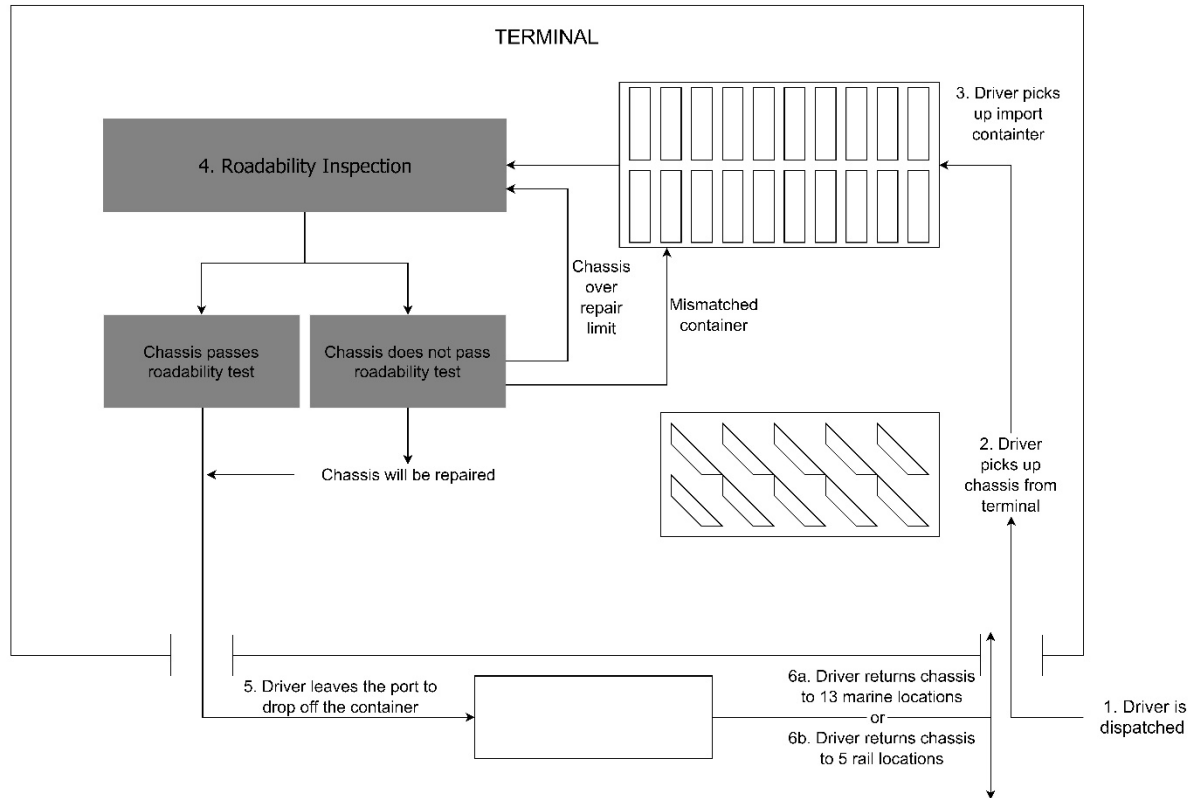 TERMINAL
3. Driver picks
up import
containter
4. Roadability Inspection
Chassis
over
repair
limit
Mismatched
container
Chassis passes
roadability test
Chassis does not pass
roadability test
Chassis will be repaired
2. Driver
picks up
chassis from
terminal
5. Driver leaves the port to
drop off the container
6a. Driver returns chassis
to 13 marine locations
or
6b. Driver returns chassis
to 5 rail locations
1. Driver is
dispatched